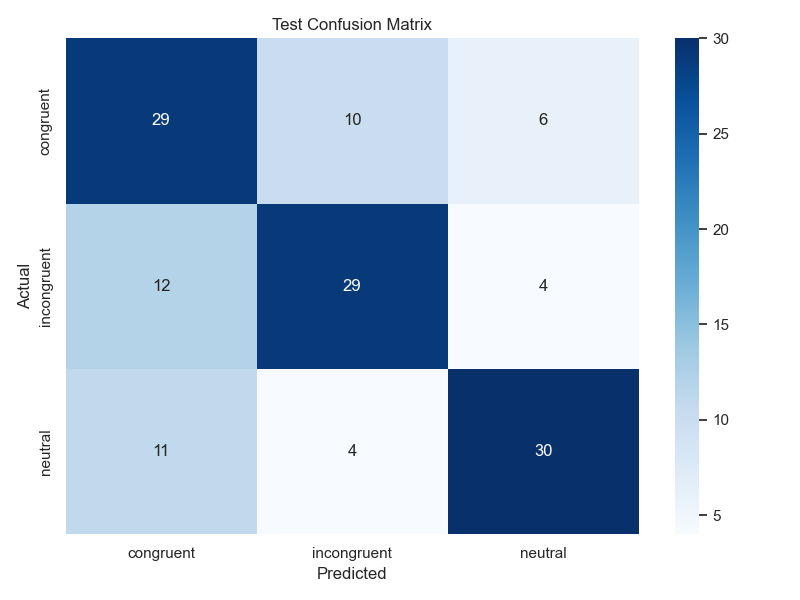 Test Confusion Matrix
congruent
29
10
6
incongruent
12
29
4
neutral
11
4
30
Actual
congruent
incongruent
neutral
Predicted
30
25
20
15
10
5